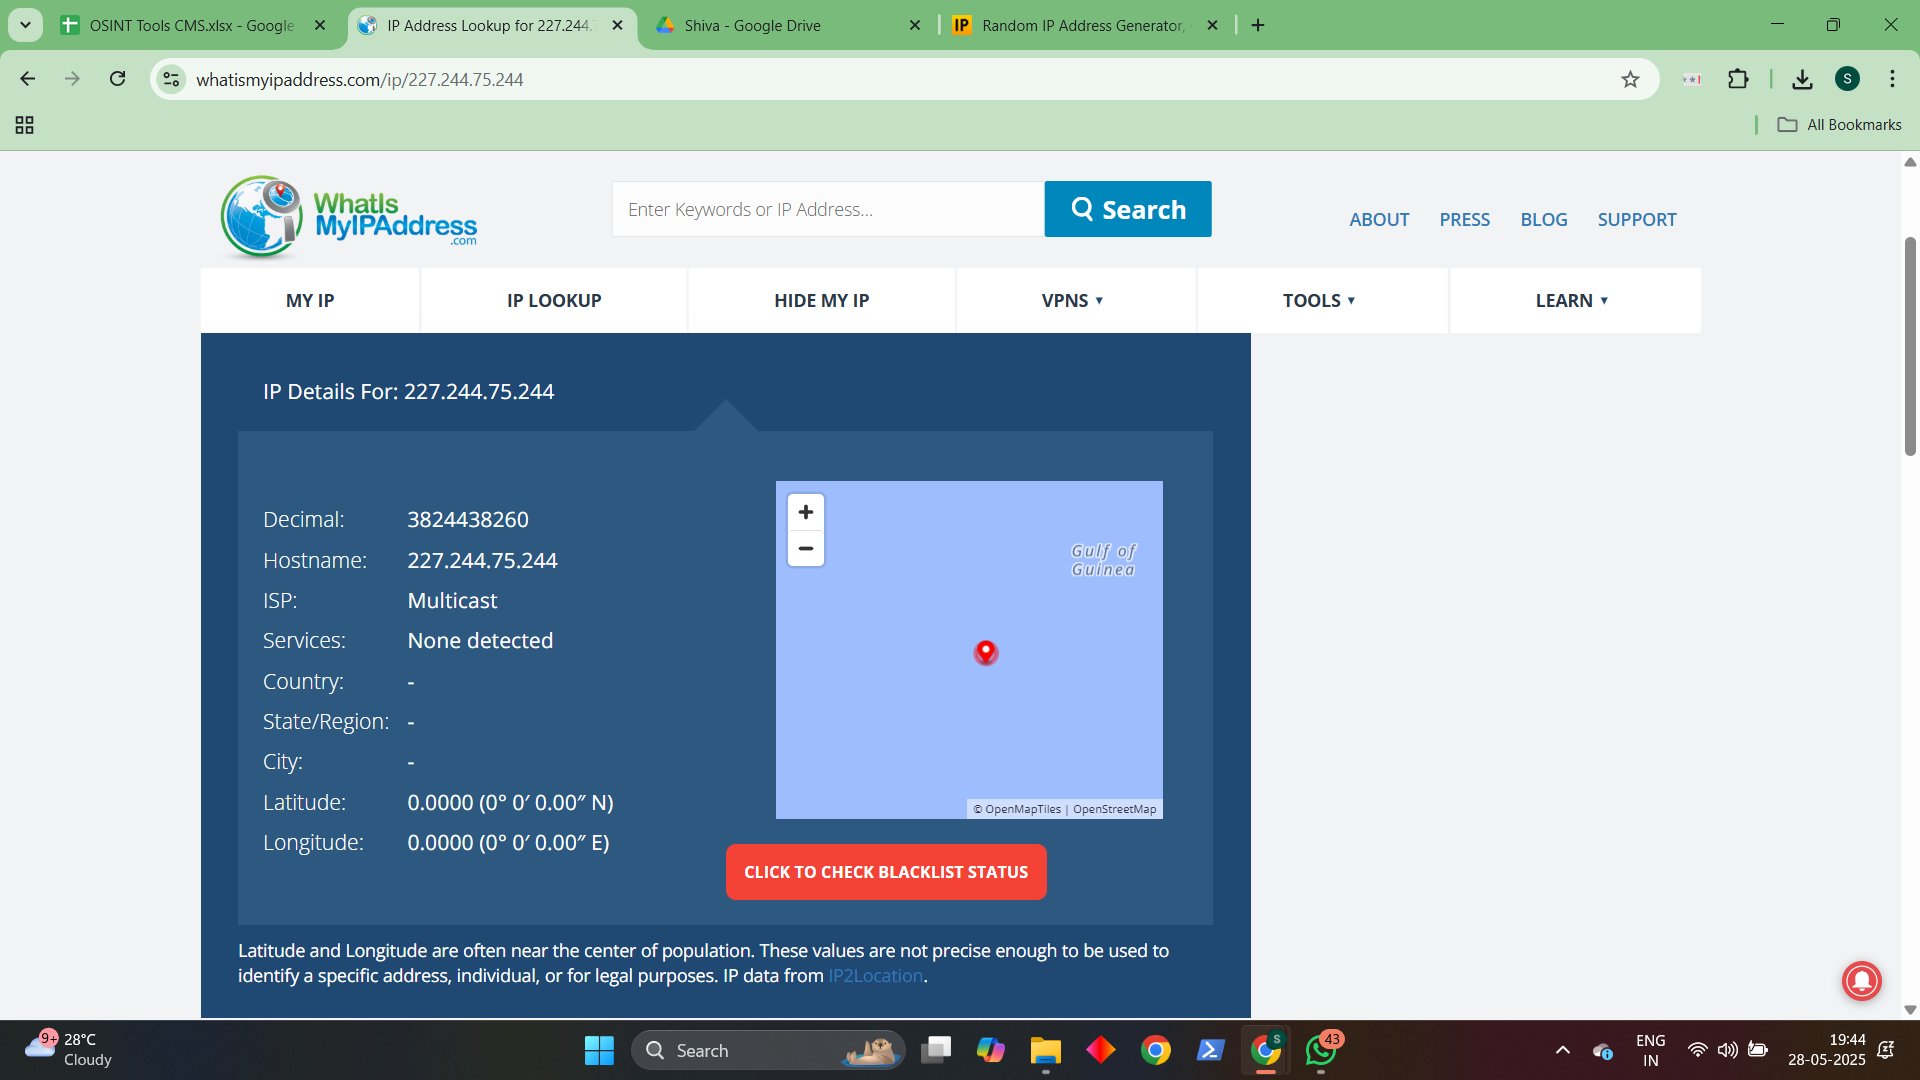 OSINT Tools CMS.xlsx - Google
IP Address Lookup for 227.244.
Shiva - Google Drive
IP
Random IP Address Generator,
whatismyipaddress.com/ip/227.244.75.244
S
All Bookmarks
WhatIs
MyIPAddress
.com
Enter Keywords or IP Address...
Search
ABOUT
PRESS
BLOG
SUPPORT
MY IP
IP LOOKUP
HIDE MY IP
VPNS ▼
TOOLS ▼
LEARN ▼
IP Details For: 227.244.75.244
Decimal: 3824438260
Hostname: 227.244.75.244
ISP: Multicast
Services: None detected
Country: -
State/Region: -
City: -
Latitude: 0.0000 (0° 0′ 0.00″ N)
Longitude: 0.0000 (0° 0′ 0.00″ E)
+
−
Gulf of
Guinea
© OpenMapTiles | OpenStreetMap
CLICK TO CHECK BLACKLIST STATUS
Latitude and Longitude are often near the center of population. These values are not precise enough to be used to
identify a specific address, individual, or for legal purposes. IP data from IP2Location.
9+
28°C
Cloudy
Search
S
43
ENG
IN
19:44
28-05-2025